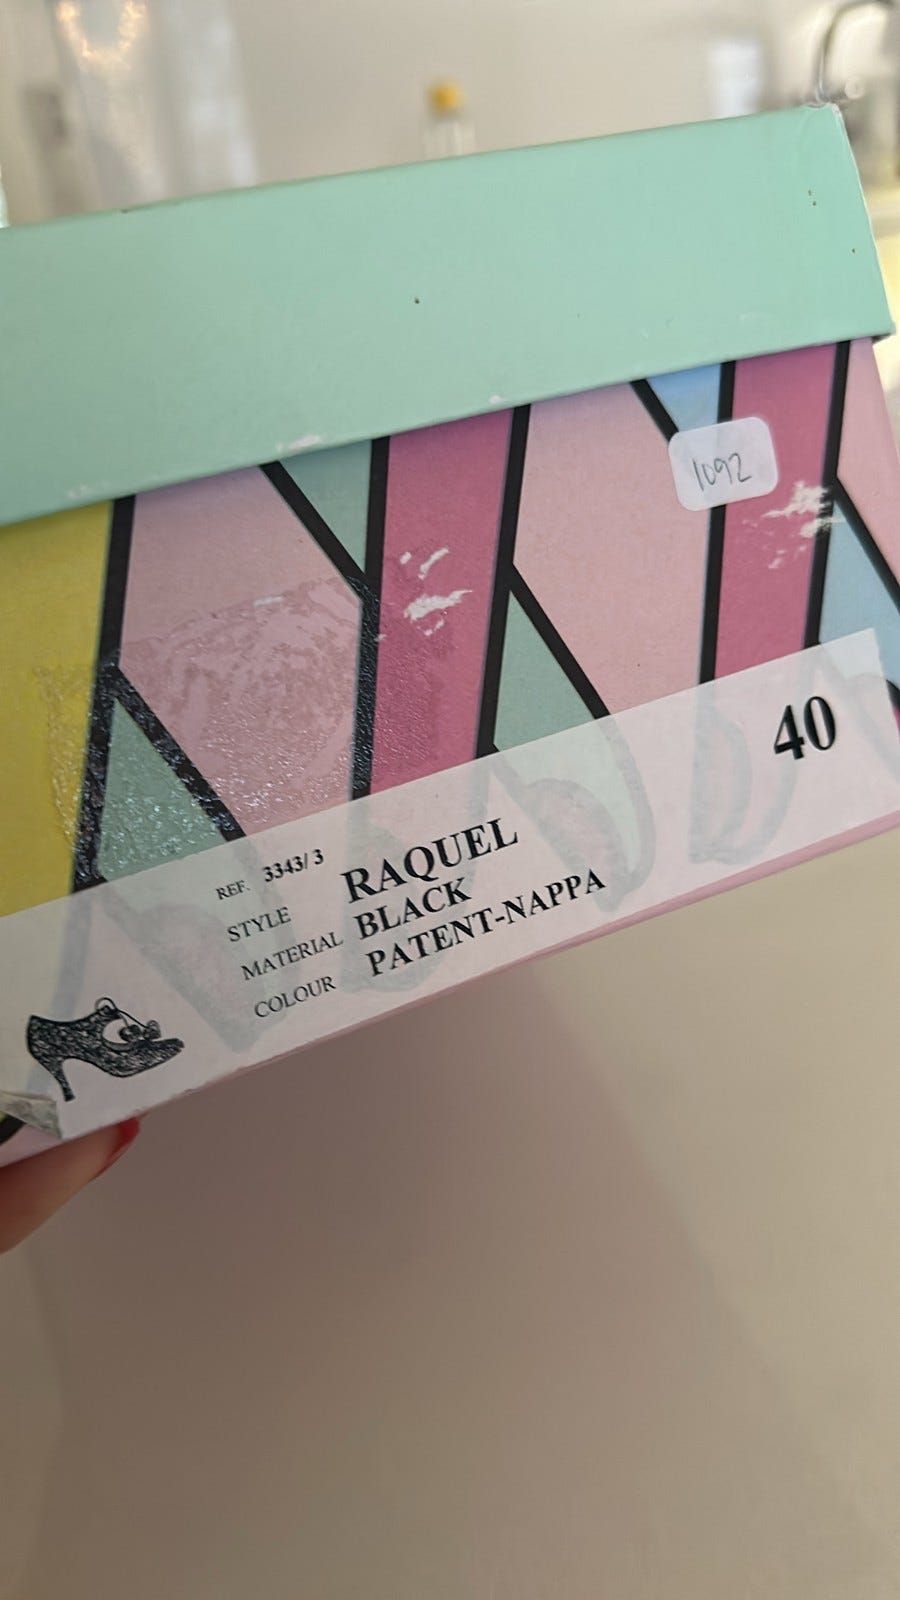 1092
40
REF. 3343/3
STYLE RAQUEL
MATERIAL BLACK
COLOUR PATENT-NAPPA